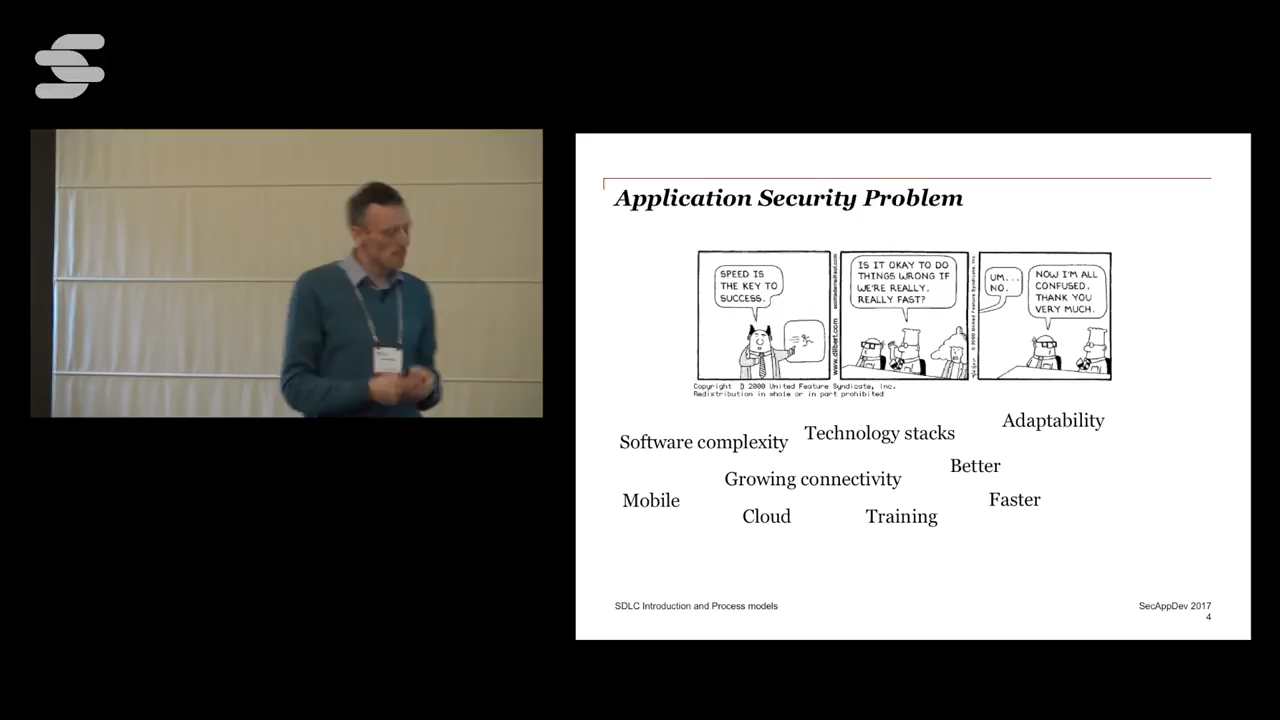 Application Security Problem
SPEED IS
THE KEY TO
SUCCESS.
www.dilbert.com
IS IT OKAY TO DO
THINGS WRONG IF
WE'RE REALLY,
REALLY FAST?
UM...
NO.
NOW I'M ALL
CONFUSED.
THANK YOU
VERY MUCH.
Copyright © 2000 United Feature Syndicate, Inc.
Redistribution in whole or in part prohibited
Adaptability
Technology stacks
Software complexity
Better
Growing connectivity
Mobile
Faster
Cloud
Training
SDLC Introduction and Process models
SecAppDev 2017
4